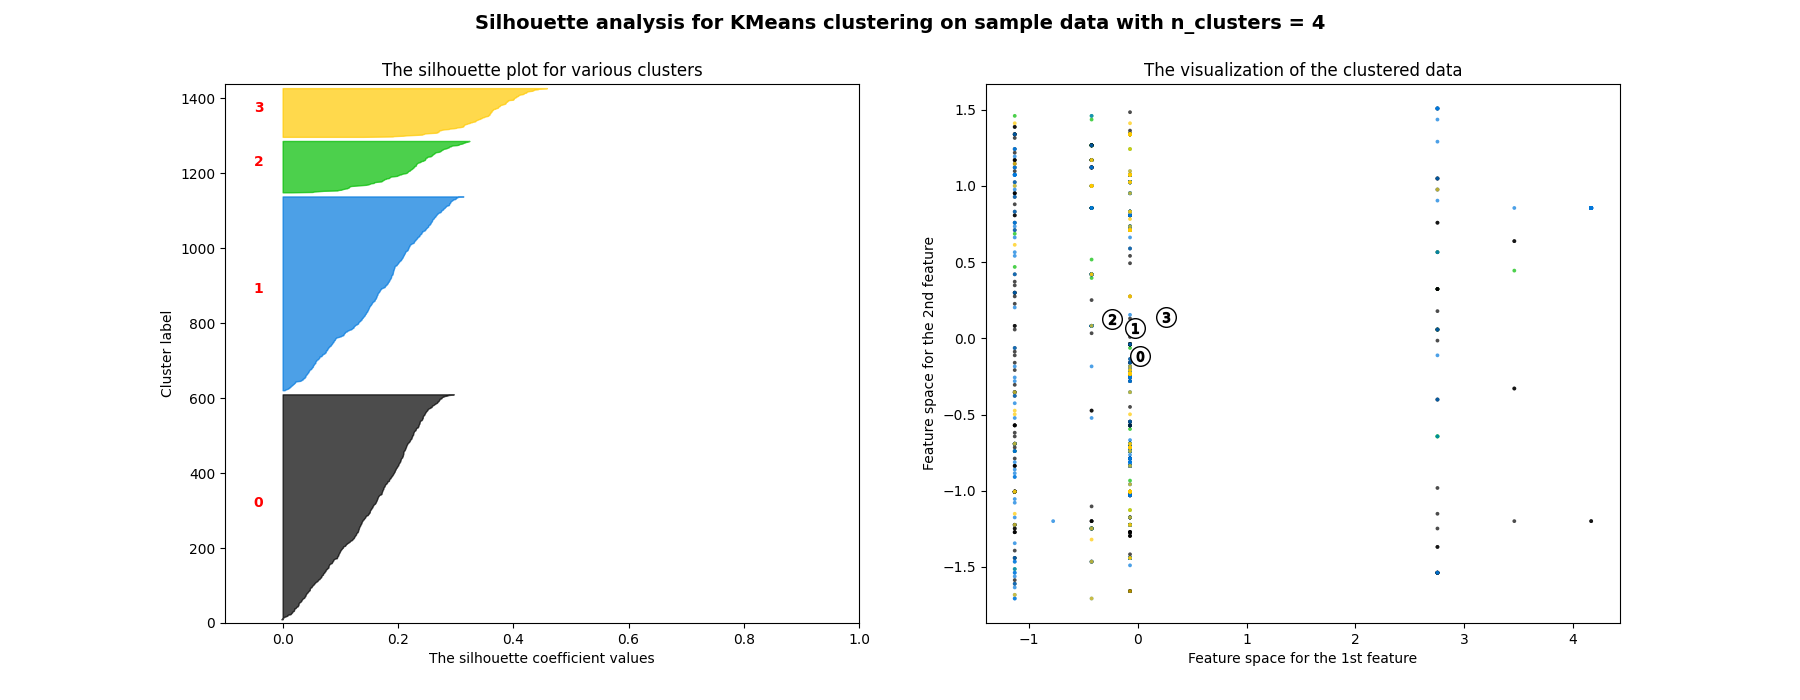 Silhouette analysis for KMeans clustering on sample data with n_clusters = 4
The silhouette plot for various clusters
Cluster label
1400
1200
1000
800
600
400
200
0
3
2
1
0
0.0 0.2 0.4 0.6 0.8 1.0
The silhouette coefficient values
The visualization of the clustered data
Feature space for the 2nd feature
1.5
1.0
0.5
0.0
−0.5
−1.0
−1.5
2 1 3
0
−1 0 1 2 3 4
Feature space for the 1st feature